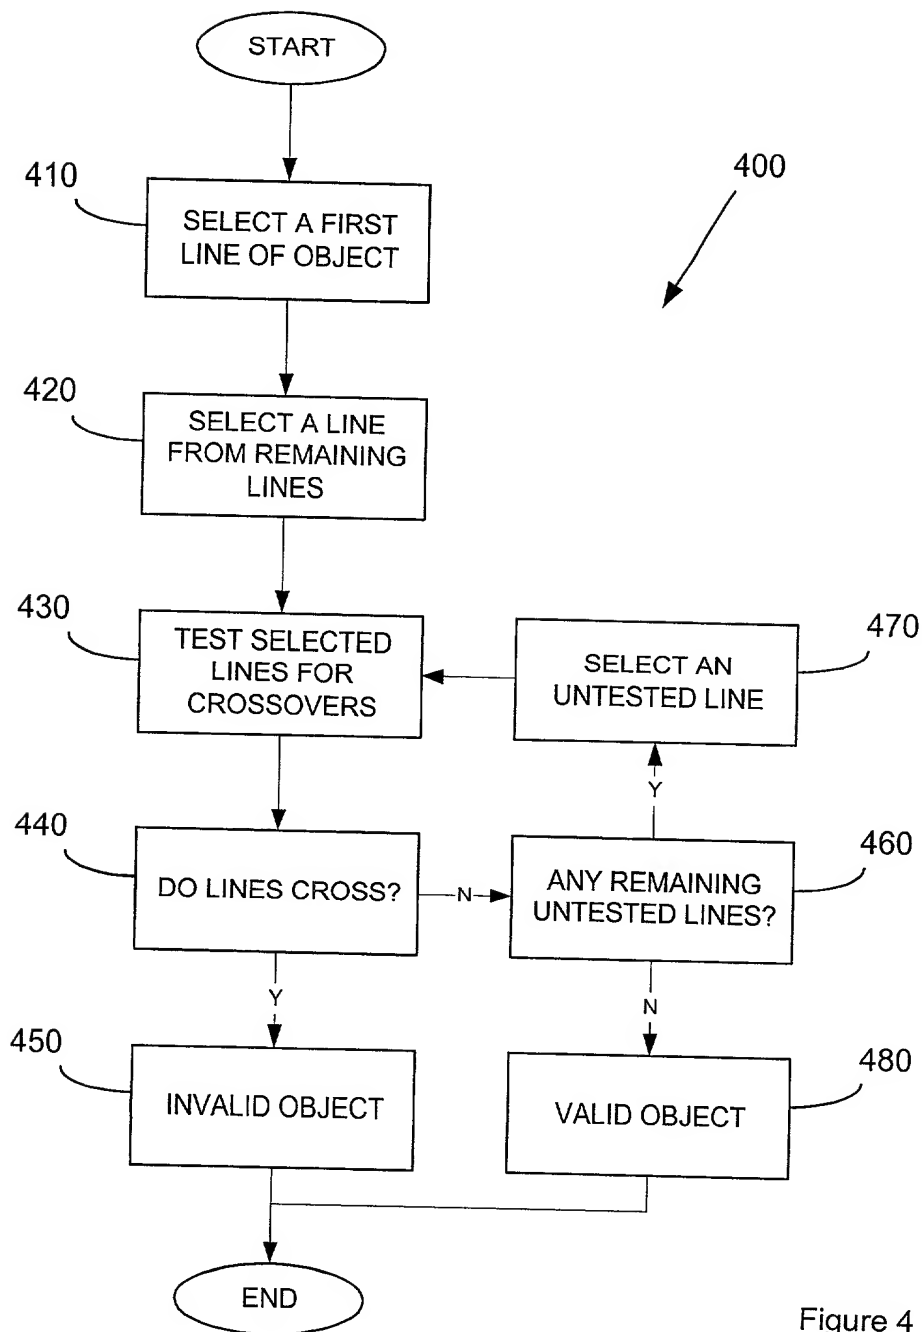 START
400
410
SELECT A FIRST
LINE OF OBJECT
420
SELECT A LINE
FROM REMAINING
LINES
430
TEST SELECTED
LINES FOR
CROSSOVERS
470
SELECT AN
UNTESTED LINE
Y
440
DO LINES CROSS?
N
460
ANY REMAINING
UNTESTED LINES?
Y
N
450
INVALID OBJECT
480
VALID OBJECT
END
Figure 4